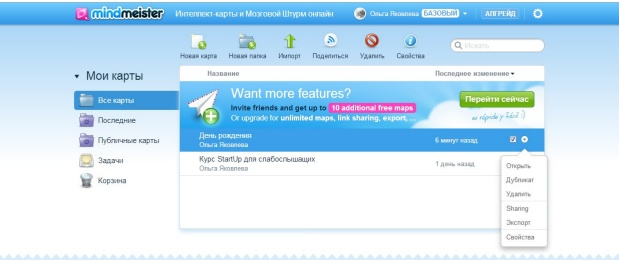 mindmeister Интеллект-карты и Мозговой Штурм онлайн Ольга Яковлева БАЗОВЫЙ АПГРЕЙД
Новая карта Новая папка Импорт Поделиться Удалить Свойства Искать
Мои карты
Все карты
Последние
Публичные карты
Задачи
Корзина
Название Последнее изменение
Want more features? Перейти сейчас
Invite friends and get up to 10 additional free maps
Or upgrade for unlimited maps, link sharing, export, ...
День рождения
Ольга Яковлева
6 минут назад
Курс StartUp для слабослышащих
Ольга Яковлева
1 день назад
Открыть
Дубликат
Удалить
Sharing
Экспорт
Свойства